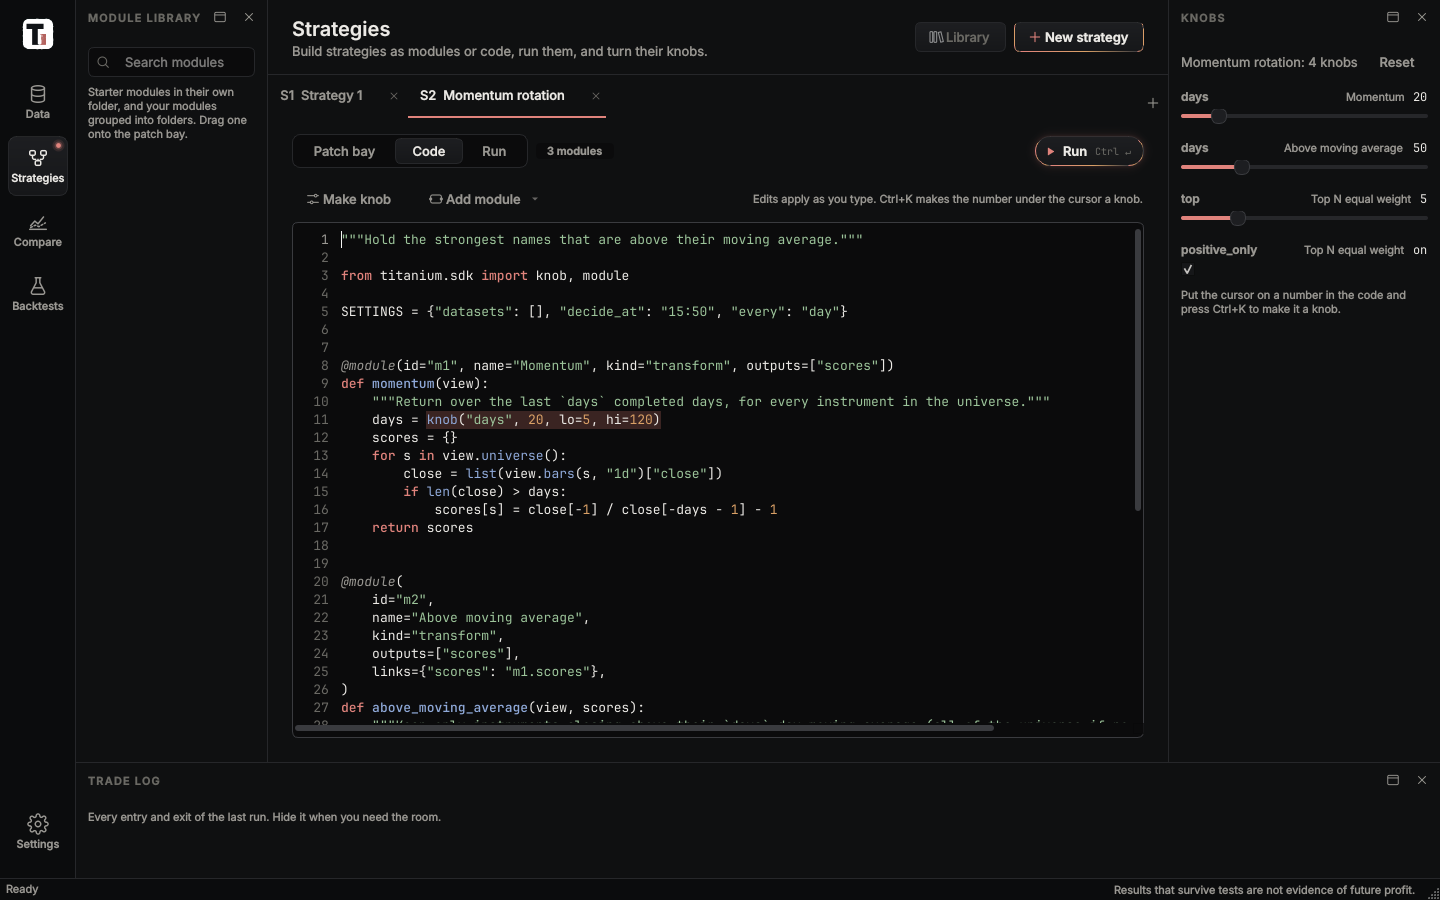 MODULE LIBRARY
Search modules
Starter modules in their own
folder, and your modules
grouped into folders. Drag one
onto the patch bay.
Data
Strategies
Compare
Backtests
Settings
Strategies
Build strategies as modules or code, run them, and turn their knobs.
Library
New strategy
S1 Strategy 1
S2 Momentum rotation
Patch bay
Code
Run
3 modules
Run Ctrl ↵
Make knob
Add module
Edits apply as you type. Ctrl+K makes the number under the cursor a knob.
1 """Hold the strongest names that are above their moving average."""
2
3 from titanium.sdk import knob, module
4
5 SETTINGS = {"datasets": [], "decide_at": "15:50", "every": "day"}
6
7
8 @module(id="m1", name="Momentum", kind="transform", outputs=["scores"])
9 def momentum(view):
10     """Return over the last `days` completed days, for every instrument in the universe."""
11     days = knob("days", 20, lo=5, hi=120)
12     scores = {}
13     for s in view.universe():
14         close = list(view.bars(s, "1d")["close"])
15         if len(close) > days:
16             scores[s] = close[-1] / close[-days - 1] - 1
17     return scores
18
19
20 @module(
21     id="m2",
22     name="Above moving average",
23     kind="transform",
24     outputs=["scores"],
25     links={"scores": "m1.scores"},
26 )
27 def above_moving_average(view, scores):
KNOBS
Momentum rotation: 4 knobs Reset
days Momentum 20
days Above moving average 50
top Top N equal weight 5
positive_only Top N equal weight on
Put the cursor on a number in the code and
press Ctrl+K to make it a knob.
TRADE LOG
Every entry and exit of the last run. Hide it when you need the room.
Ready
Results that survive tests are not evidence of future profit.